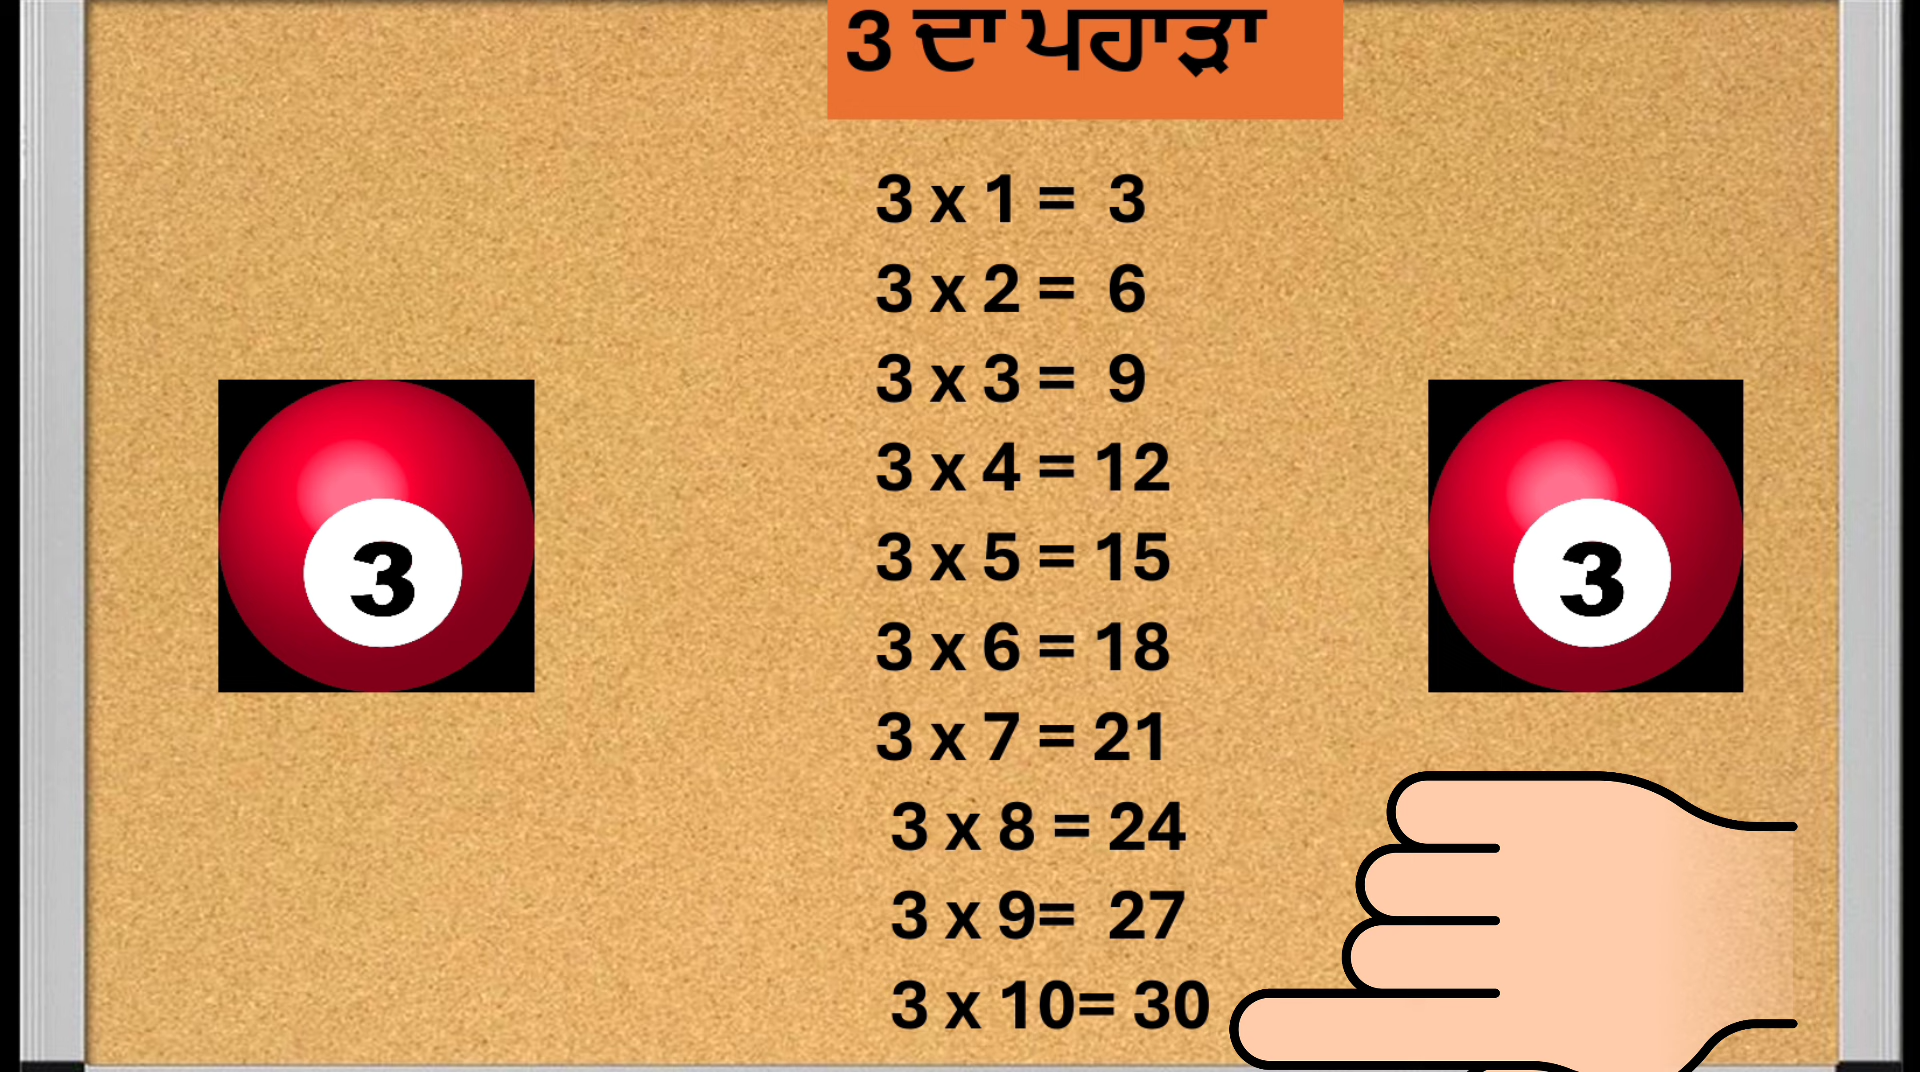 3 ਦਾ ਪਹਾੜਾ
3 x 1 = 3
3 x 2 = 6
3 x 3 = 9
3 x 4 = 12
3 x 5 = 15
3 x 6 = 18
3 x 7 = 21
3 x 8 = 24
3 x 9= 27
3 x 10= 30
3
3